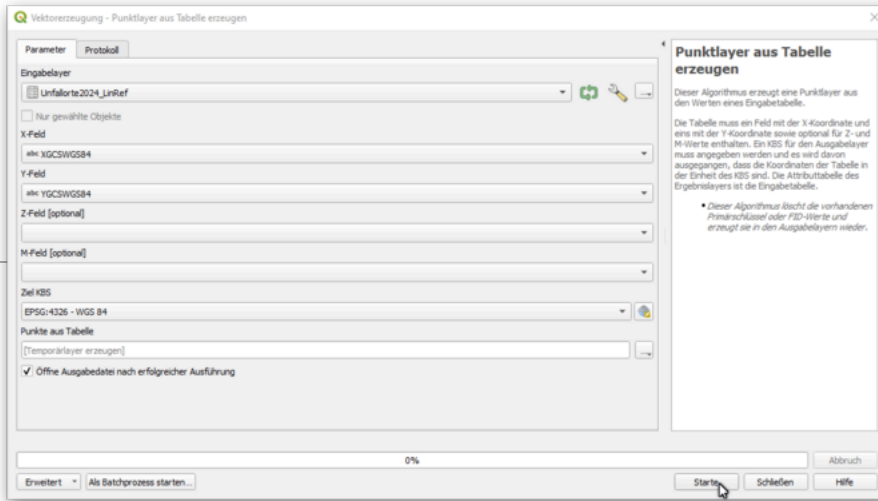 Vektorerzeugung - Punktlayer aus Tabelle erzeugen
Parameter
Protokoll
Eingabelayer
Unfallorte2024_LinRef
Nur gewählte Objekte
X-Feld
abc XGCSWGS84
Y-Feld
abc YGCSWGS84
Z-Feld [optional]
M-Feld [optional]
Ziel KBS
EPSG:4326 - WGS 84
Punkte aus Tabelle
[Temporärlayer erzeugen]
Öffne Ausgabedatei nach erfolgreicher Ausführung
Punktlayer aus Tabelle
erzeugen
Dieser Algorithmus erzeugt eine Punktlayer aus
den Werten eines Eingabetabelle.
Die Tabelle muss ein Feld mit der X-Koordinate und
eins mit der Y-Koordinate sowie optional für Z- und
M-Werte enthalten. Ein KBS für den Ausgabelayer
muss angegeben werden und es wird davon
ausgegangen, dass die Koordinaten der Tabelle in
der Einheit des KBS sind. Die Attributtabelle des
Ergebnislayers ist die Eingabetabelle.
• Dieser Algorithmus löscht die vorhandenen
Primärschlüssel oder FID-Werte und
erzeugt sie in den Ausgabelayern wieder.
0%
Abbruch
Erweitert
Als Batchprozess starten...
Starte
Schließen
Hilfe